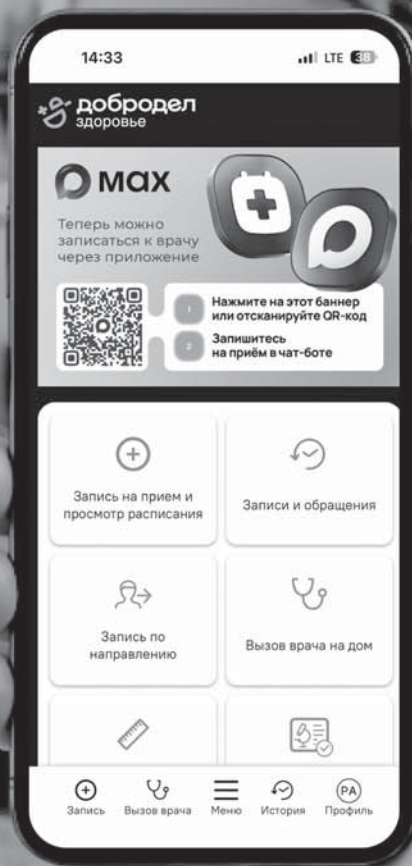 14:33
LTE 38
добродел
здоровье
max
Теперь можно
записаться к врачу
через приложение
1
Нажмите на этот баннер
или отсканируйте QR-код
2
Запишитесь
на приём в чат-боте
Запись на прием и
просмотр расписания
Записи и обращения
Запись по
направлению
Вызов врача на дом
Запись
Вызов врача
Меню
История
РА
Профиль